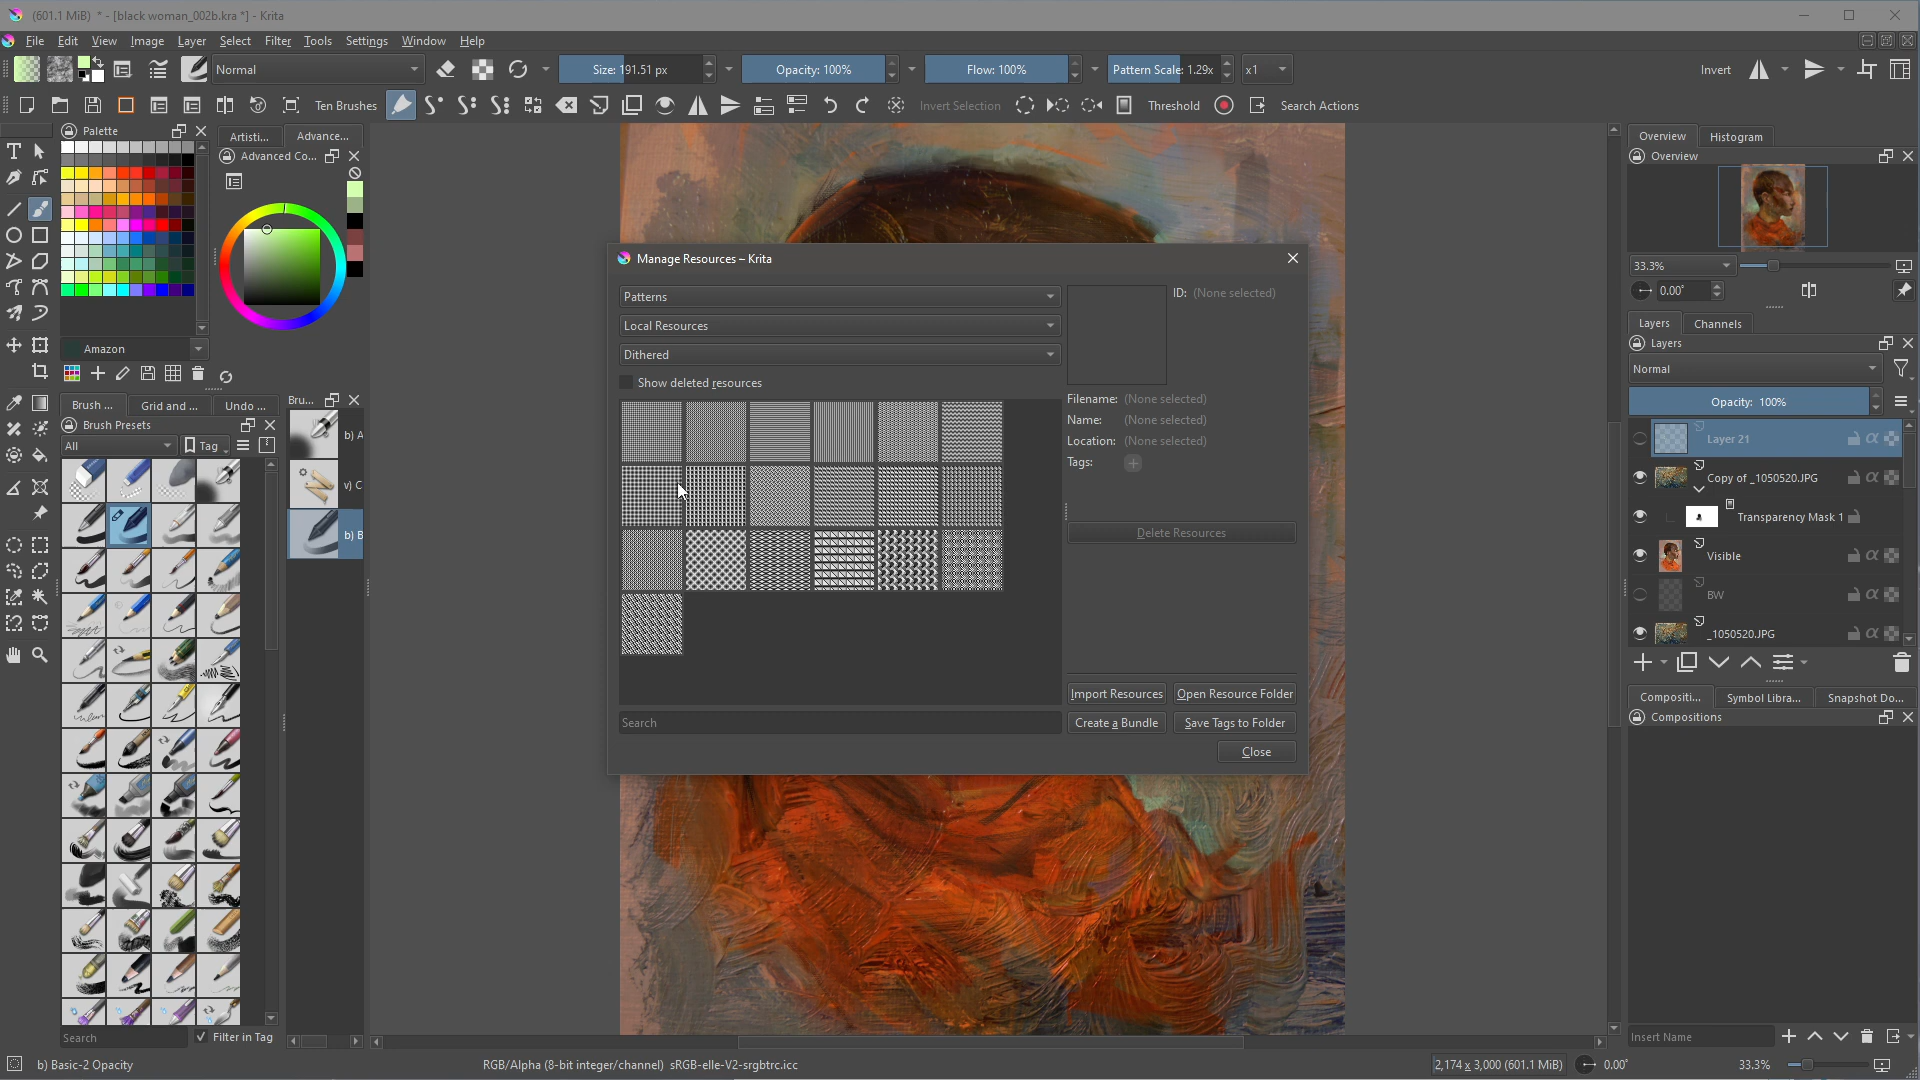 (601.1 MiB) * - [black woman_002b.kra *] - Krita
File Edit View Image Layer Select Filter Tools Settings Window Help
Normal Size: 191.51 px Opacity: 100% Flow: 100% Pattern Scale: 1.29x x1 Invert
Ten Brushes Invert Selection Threshold Search Actions
Palette
Artisti... Advance...
Advanced Co...
Amazon
Brush ... Grid and ... Undo ...
Brush Presets
All Tag
Search Filter in Tag
Bru...
b) A
v) C
b) B
Manage Resources – Krita
Patterns
Local Resources
Dithered
Show deleted resources
Search
ID: (None selected)
Filename: (None selected)
Name: (None selected)
Location: (None selected)
Tags:
Delete Resources
Import Resources Open Resource Folder
Create a Bundle Save Tags to Folder
Close
Overview Histogram
Overview
33.3%
0.00°
Layers Channels
Layers
Normal
Opacity: 100%
Layer 21
Copy of _1050520.JPG
Transparency Mask 1
Visible
BW
_1050520.JPG
Compositi... Symbol Libra... Snapshot Do...
Compositions
Insert Name
b) Basic-2 Opacity RGB/Alpha (8-bit integer/channel) sRGB-elle-V2-srgbtrc.icc 2,174 x 3,000 (601.1 MiB) 0.00° 33.3%